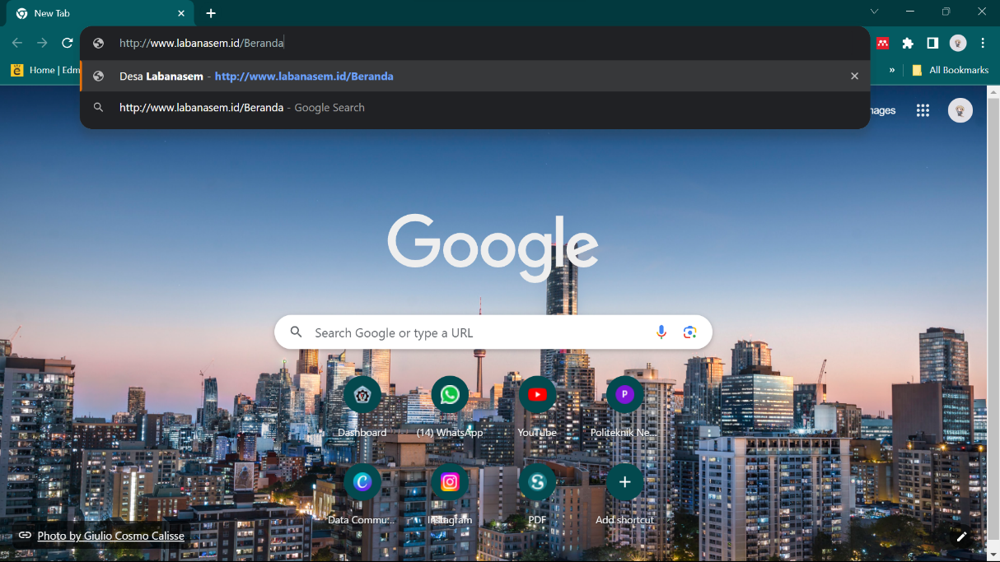 New Tab
http://www.labanasem.id/Beranda
Home | Edm
Desa Labanasem - http://www.labanasem.id/Beranda
» All Bookmarks
http://www.labanasem.id/Beranda - Google Search
Google
Search Google or type a URL
Dashboard
(14) WhatsApp
YouTube
Politeknik Ne...
P
Data Commu...
Instagram
PDF
Add shortcut
Photo by Giulio Cosmo Calisse